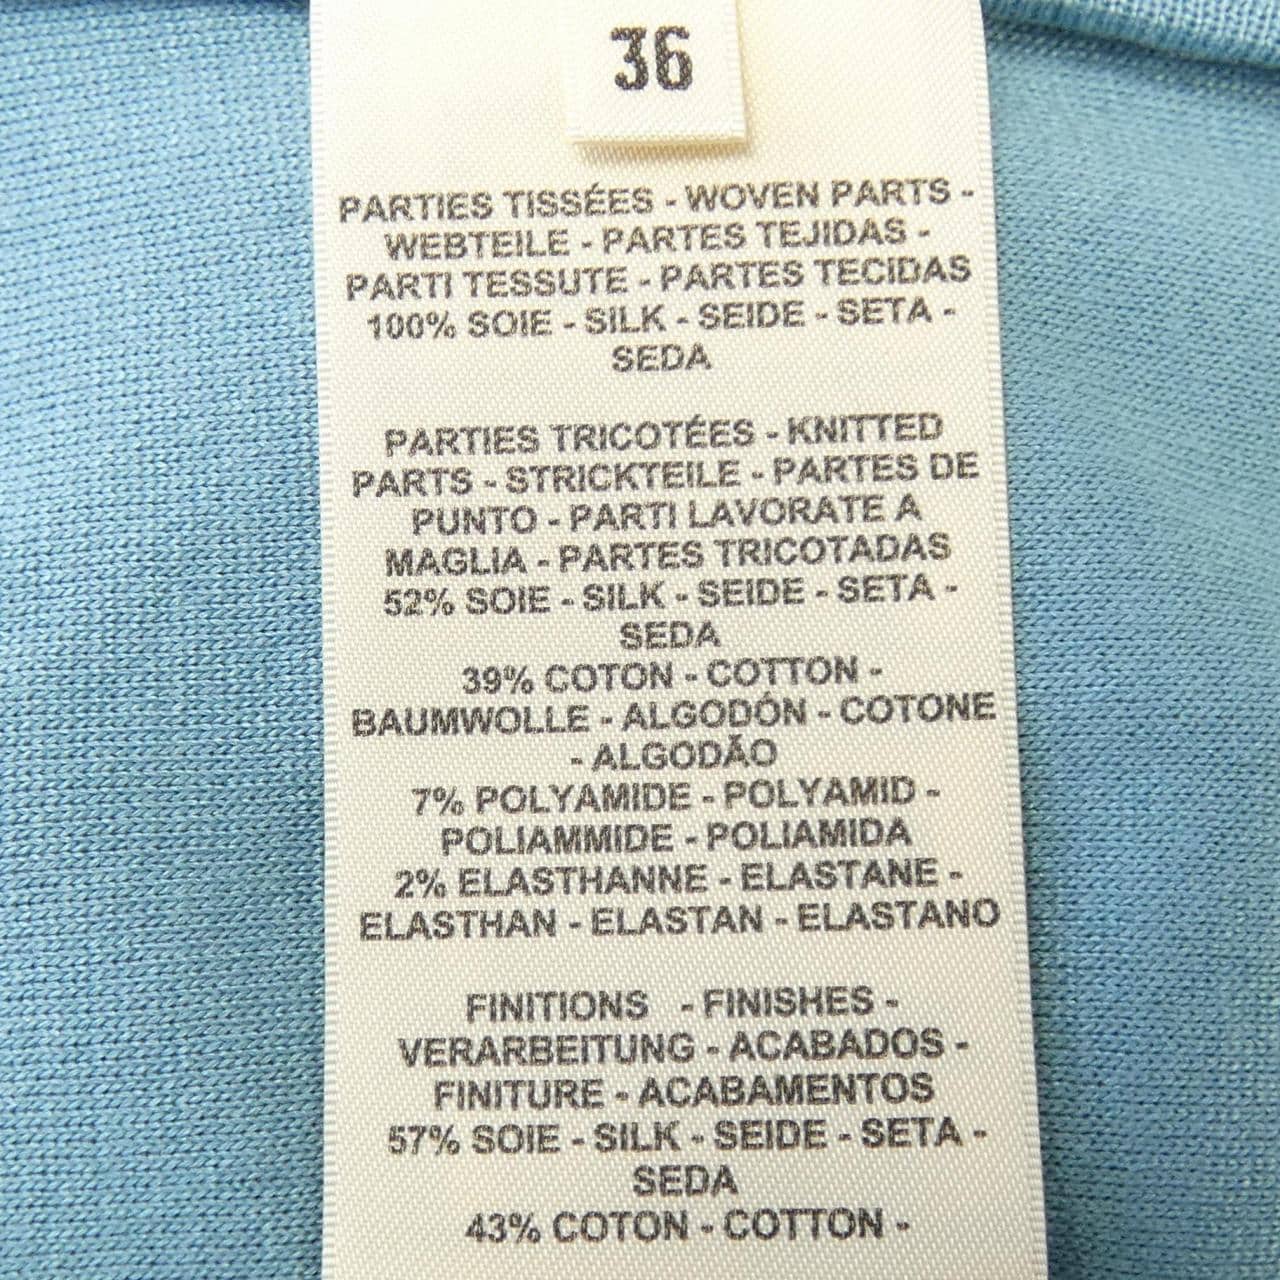 36
PARTIES TISSÉES - WOVEN PARTS -
WEBTEILE - PARTES TEJIDAS -
PARTI TESSUTE - PARTES TECIDAS
100% SOIE - SILK - SEIDE - SETA -
SEDA
PARTIES TRICOTÉES - KNITTED
PARTS - STRICKTEILE - PARTES DE
PUNTO - PARTI LAVORATE A
MAGLIA - PARTES TRICOTADAS
52% SOIE - SILK - SEIDE - SETA -
SEDA
39% COTON - COTTON -
BAUMWOLLE - ALGODÓN - COTONE
- ALGODÃO
7% POLYAMIDE - POLYAMID -
POLIAMMIDE - POLIAMIDA
2% ELASTHANNE - ELASTANE -
ELASTHAN - ELASTAN - ELASTANO
FINITIONS - FINISHES -
VERARBEITUNG - ACABADOS -
FINITURE - ACABAMENTOS
57% SOIE - SILK - SEIDE - SETA -
SEDA
43% COTON - COTTON -